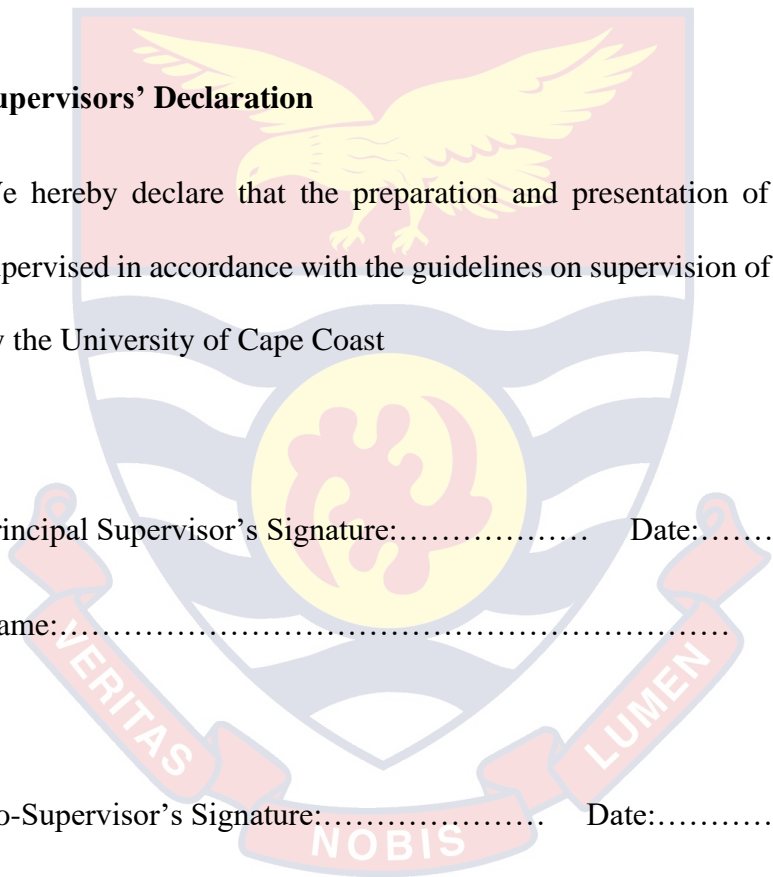 upervisors’ Declaration
e hereby declare that the preparation and presentation of
pervised in accordance with the guidelines on supervision of
y the University of Cape Coast
rincipal Supervisor’s Signature:……………… Date:…….
ame:…………………………………………………………
o-Supervisor’s Signature:………………… Date:…………
VERITAS NOBIS LUMEN